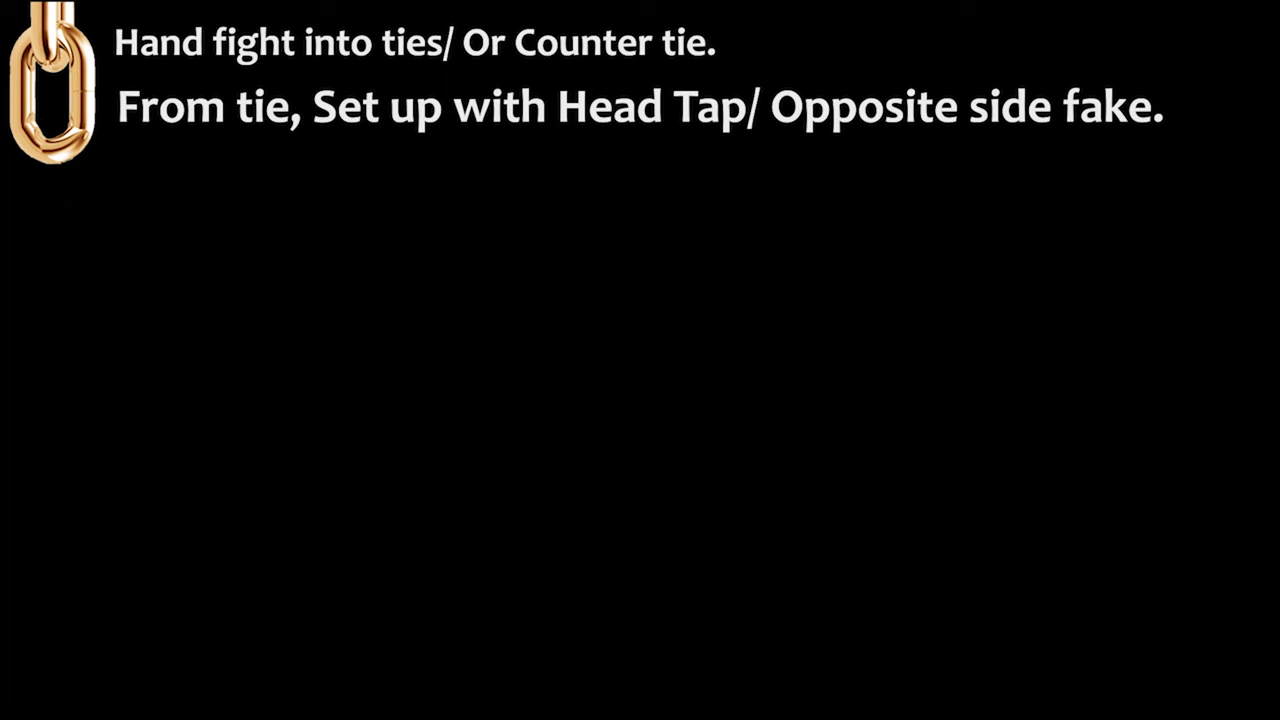 Hand fight into ties/ Or Counter tie.
From tie, Set up with Head Tap/ Opposite side fake.